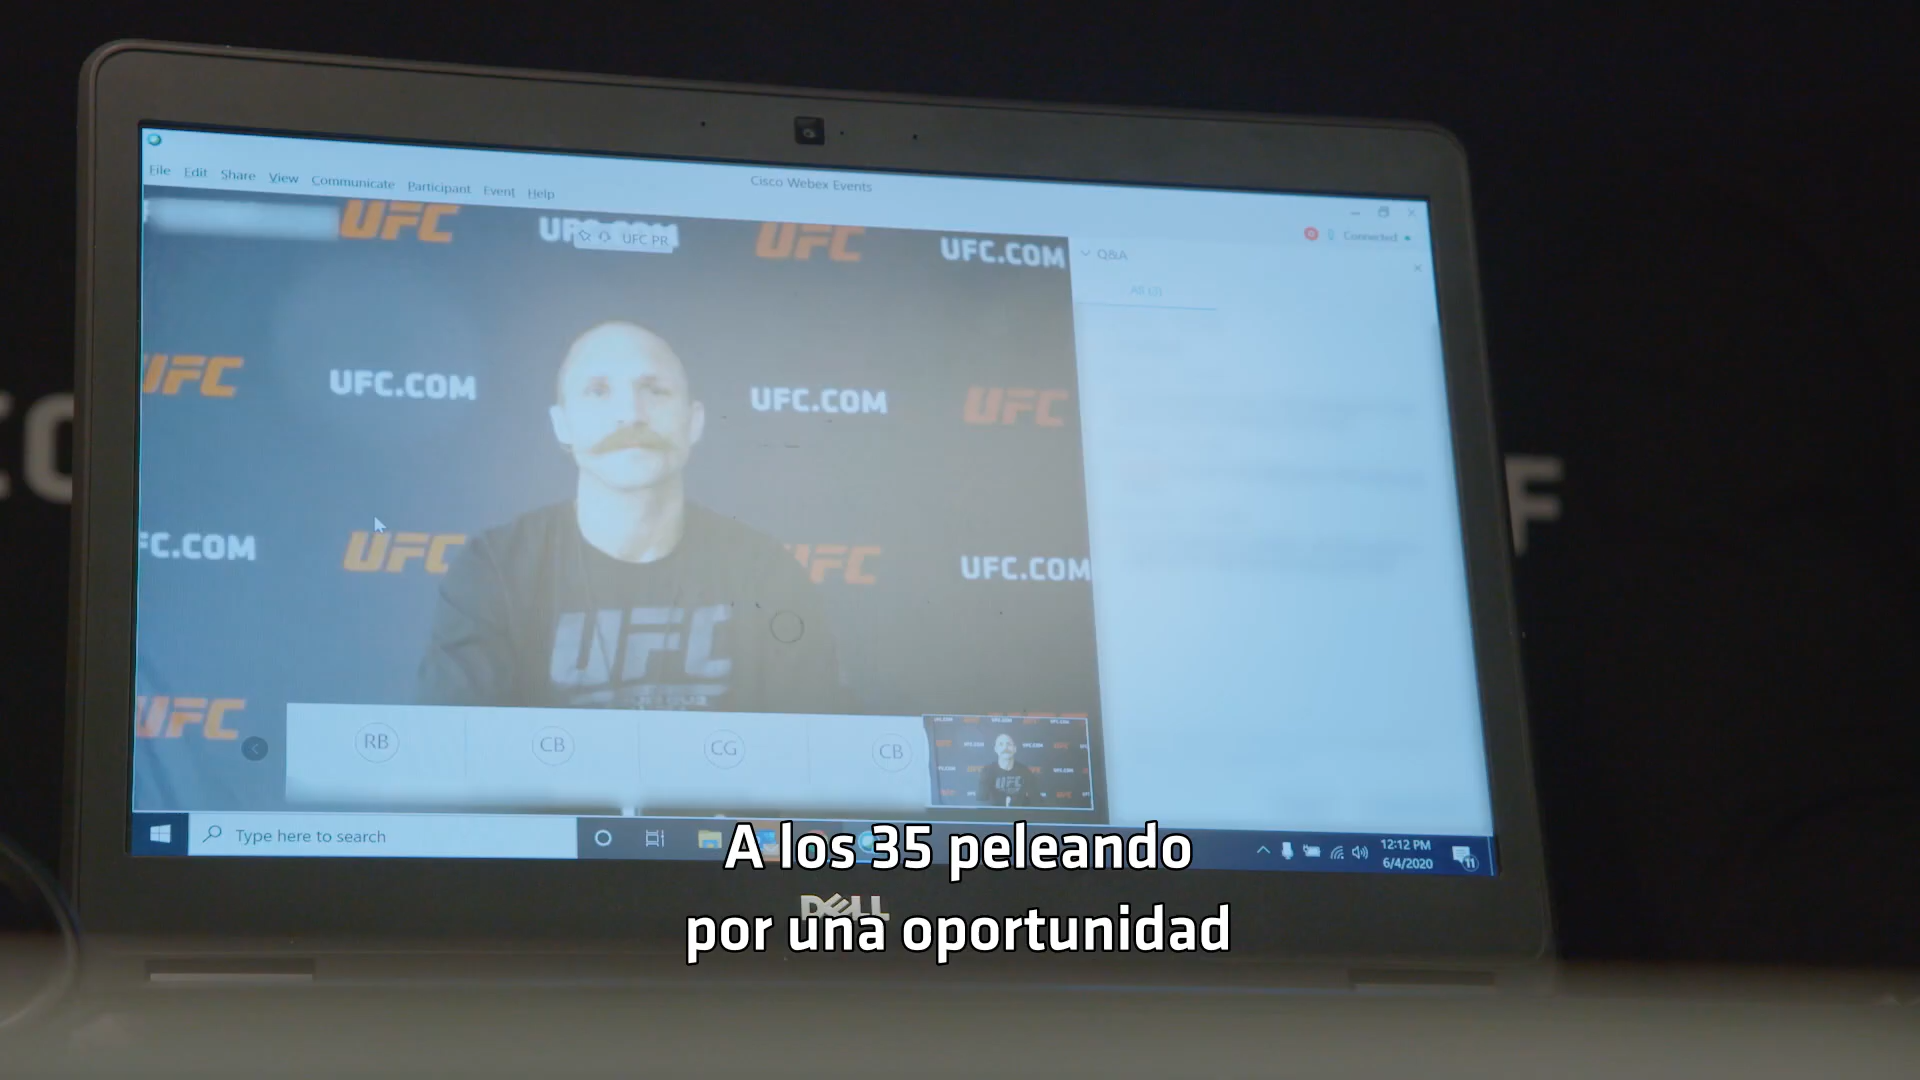 Cisco Webex Events
File Edit Share View Communicate Participant Event Help
Connected
UFC
UFC PR
UFC
UFC.COM
Q&A
UFC
UFC.COM
UFC.COM
UFC
FC.COM
UFC
UFC
UFC.COM
UFC
UFC
RB
CB
CG
CB
Type here to search
12:12 PM
6/4/2020
11
DELL
A los 35 peleando
por una oportunidad